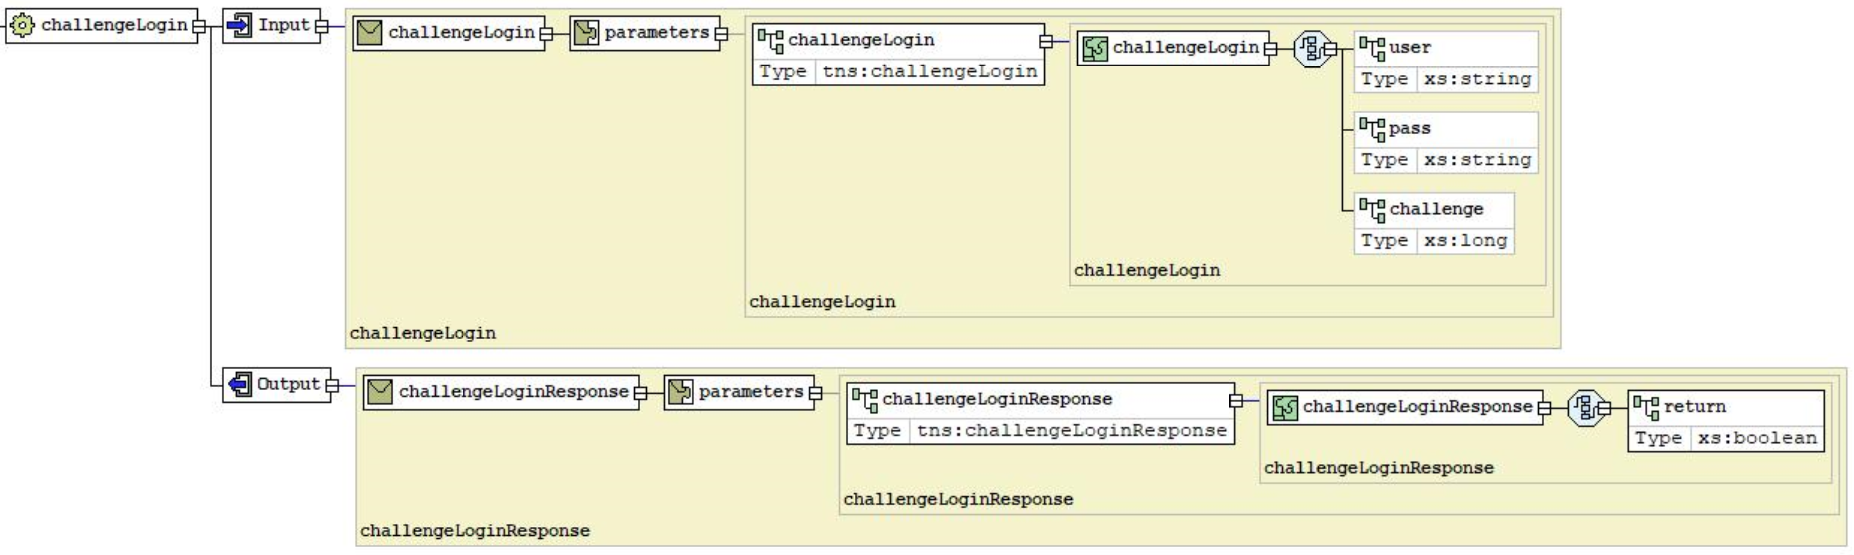 challengeLogin
Input
challengeLogin
parameters
challengeLogin
Type tns:challengeLogin
challengeLogin
user
Type xs:string
pass
Type xs:string
challenge
Type xs:long
challengeLogin
challengeLogin
challengeLogin
Output
challengeLoginResponse
parameters
challengeLoginResponse
Type tns:challengeLoginResponse
challengeLoginResponse
return
Type xs:boolean
challengeLoginResponse
challengeLoginResponse
challengeLoginResponse